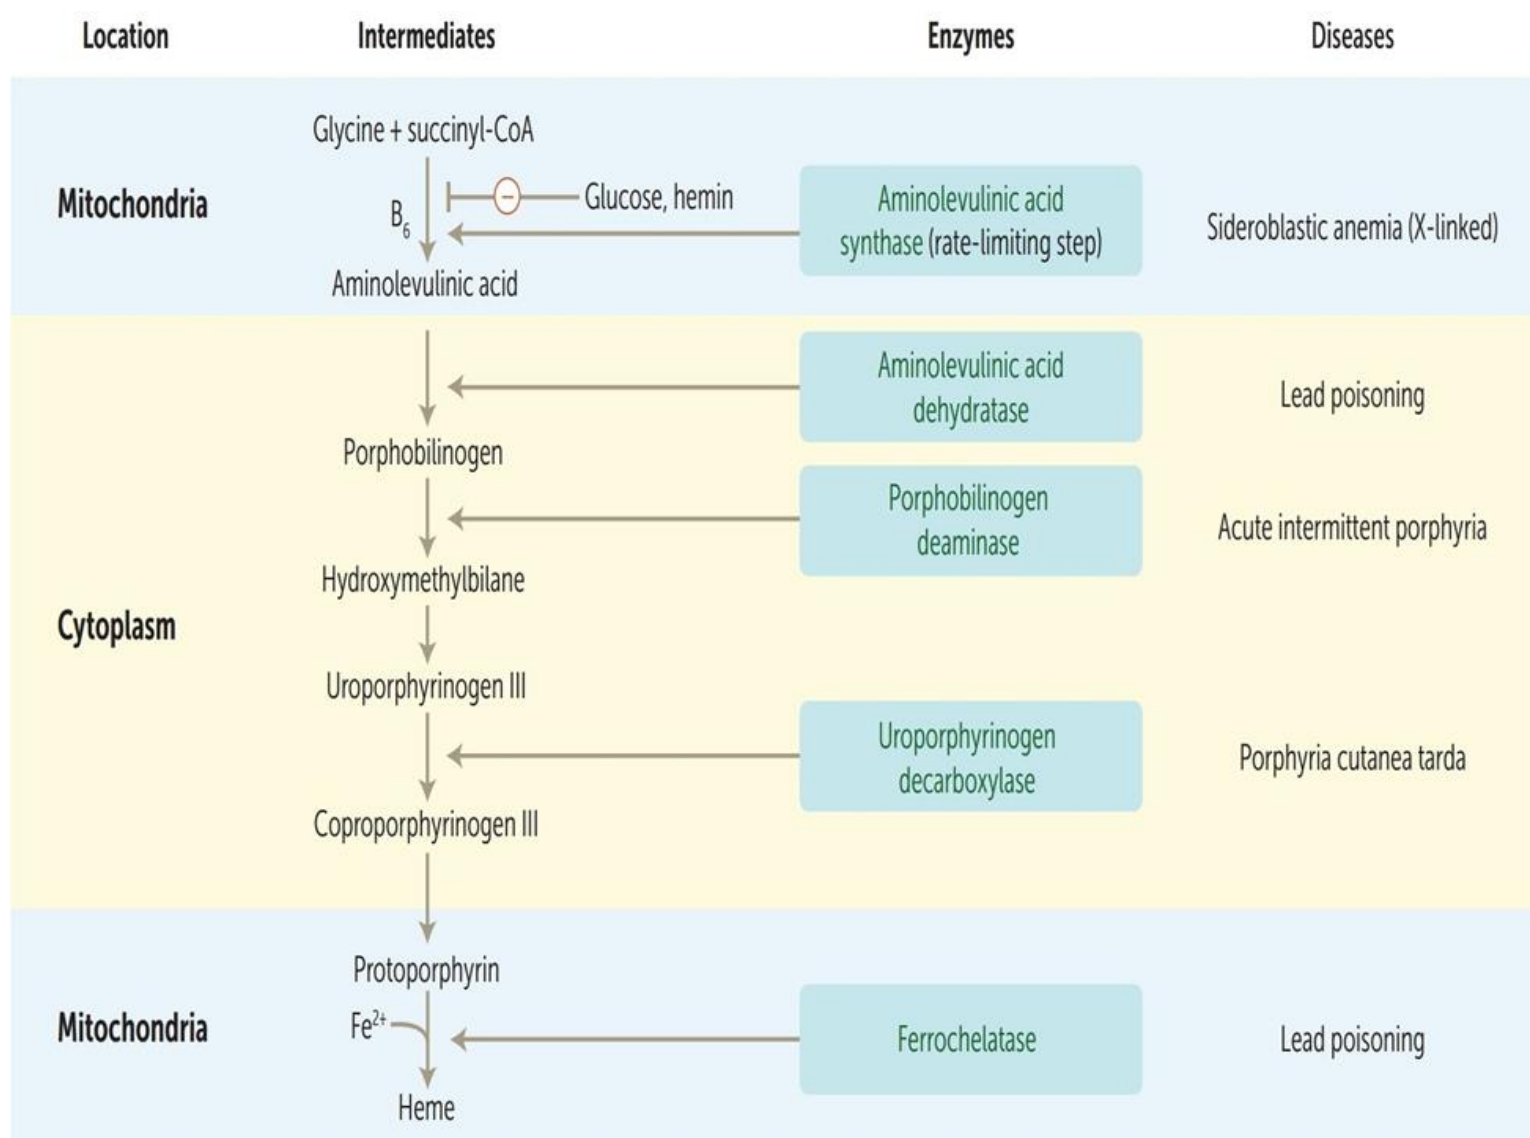 Location Intermediates Enzymes Diseases
Glycine + succinyl-CoA
Mitochondria
B6
−
Glucose, hemin
Aminolevulinic acid
synthase (rate-limiting step)
Sideroblastic anemia (X-linked)
Aminolevulinic acid
Aminolevulinic acid
dehydratase
Lead poisoning
Porphobilinogen
Porphobilinogen
deaminase
Acute intermittent porphyria
Hydroxymethylbilane
Cytoplasm
Uroporphyrinogen III
Uroporphyrinogen
decarboxylase
Porphyria cutanea tarda
Coproporphyrinogen III
Protoporphyrin
Mitochondria
Fe2+
Ferrochelatase
Lead poisoning
Heme